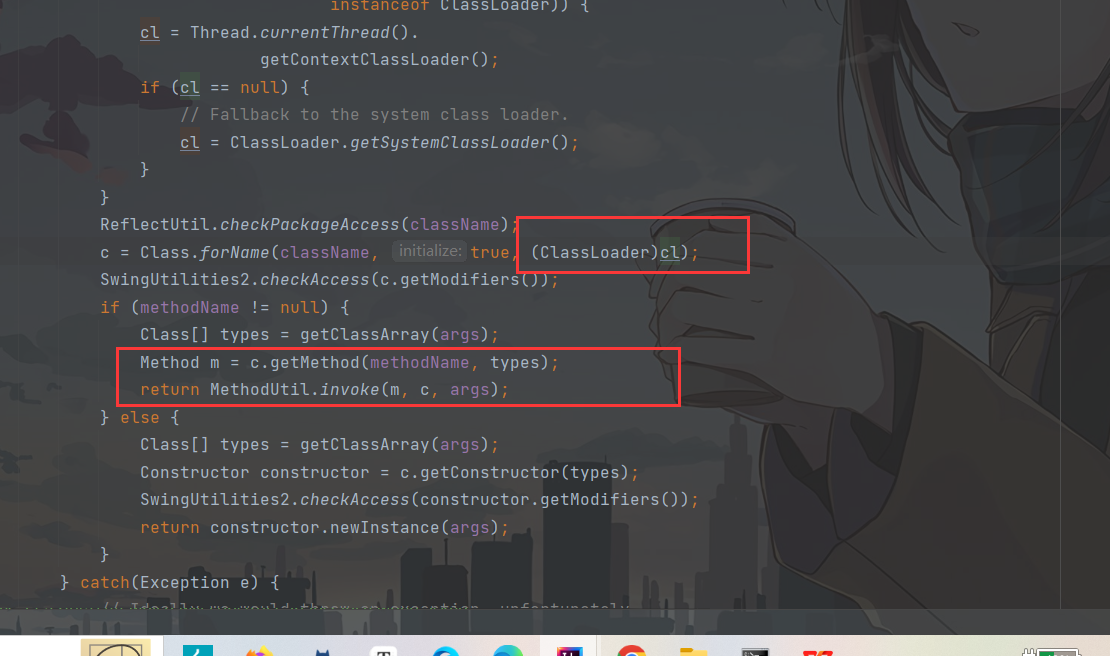 instanceof ClassLoader)) {
cl = Thread.currentThread().
getContextClassLoader();
if (cl == null) {
// Fallback to the system class loader.
cl = ClassLoader.getSystemClassLoader();
}
}
ReflectUtil.checkPackageAccess(className);
c = Class.forName(className, initialize: true, (ClassLoader)cl);
SwingUtilities2.checkAccess(c.getModifiers());
if (methodName != null) {
Class[] types = getClassArray(args);
Method m = c.getMethod(methodName, types);
return MethodUtil.invoke(m, c, args);
} else {
Class[] types = getClassArray(args);
Constructor constructor = c.getConstructor(types);
SwingUtilities2.checkAccess(constructor.getModifiers());
return constructor.newInstance(args);
}
} catch(Exception e) {